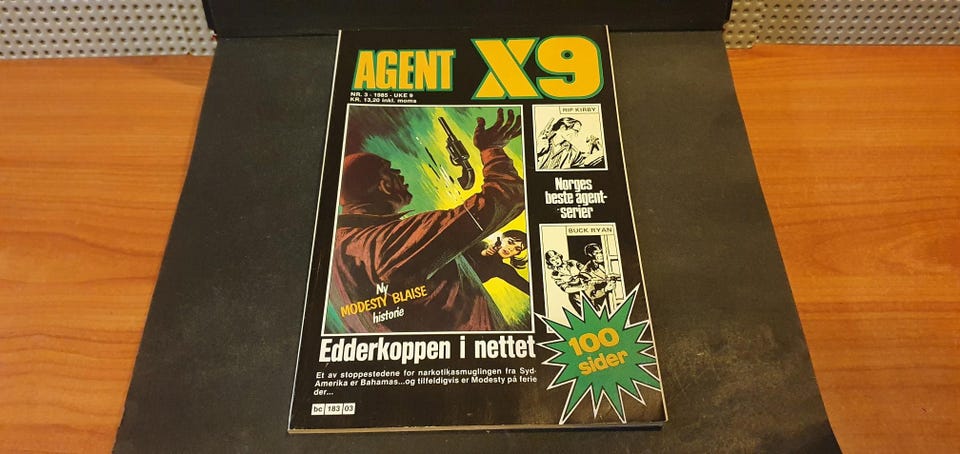 AGENT X9
NR. 3 - 1985 - UKE 9
KR. 13,20 inkl. moms
RIP KIRBY
Norges
beste agent-
serier
BUCK RYAN
Ny
MODESTY BLAISE
historie
100
sider
Edderkoppen i nettet
Et av stoppestedene for narkotikasmuglingen fra Syd-
Amerika er Bahamas...og tilfeldigvis er Modesty på ferie
der...
bc 183 03